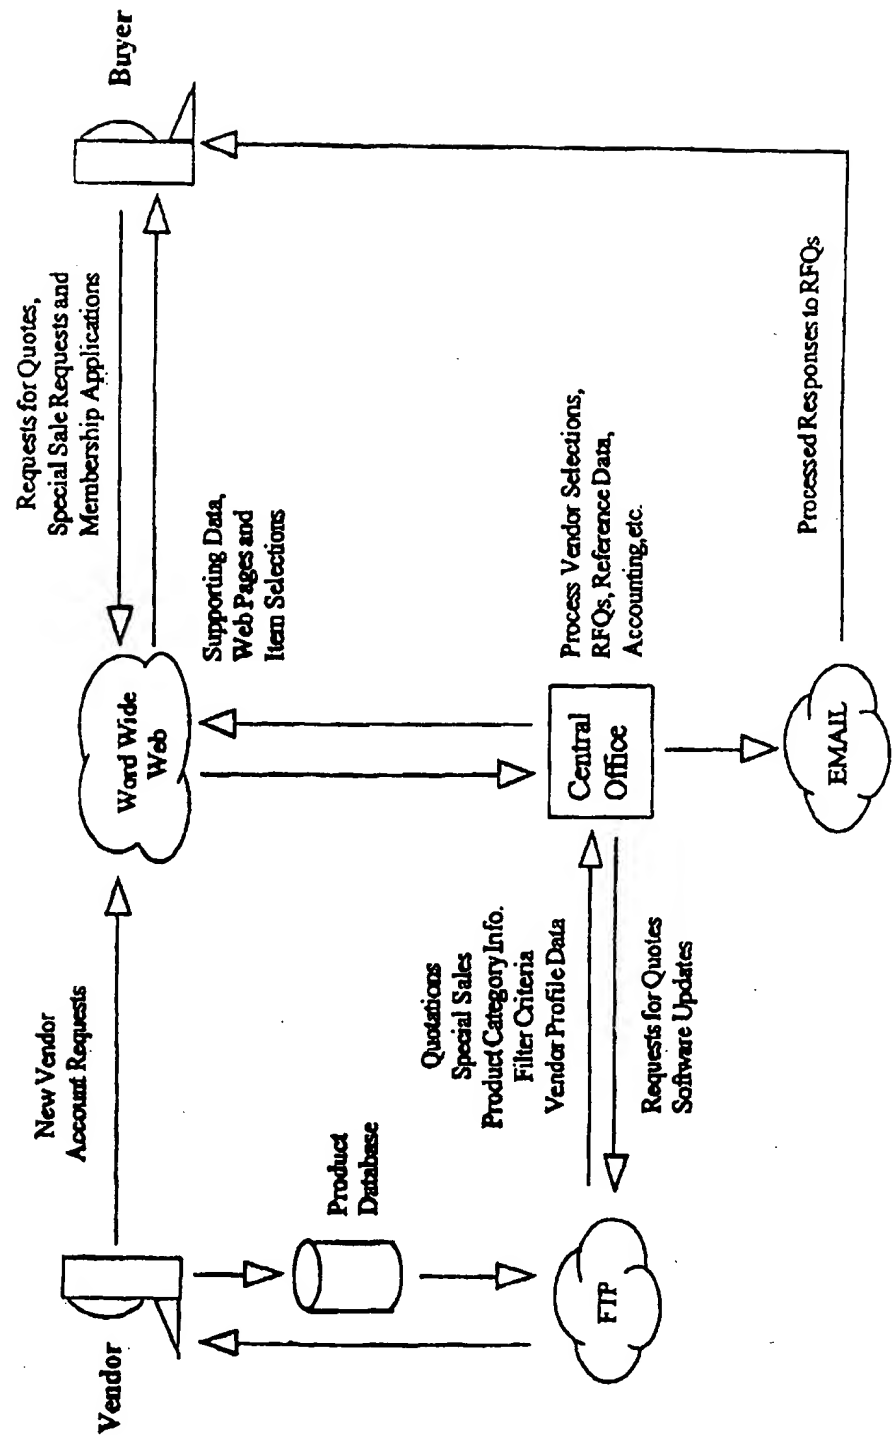 Vendor
New Vendor
Account Requests
Word Wide
Web
Requests for Quotes,
Special Sale Requests and
Membership Applications
Buyer
Supporting Data,
Web Pages and
Item Selections
Product
Database
Quotations
Special Sales
Product Category Info.
Filter Criteria
Vendor Profile Data
Central
Office
Process Vendor Selections,
RFQs, Reference Data,
Accounting, etc.
FTP
Requests for Quotes
Software Updates
EMAIL
Processed Responses to RFQs